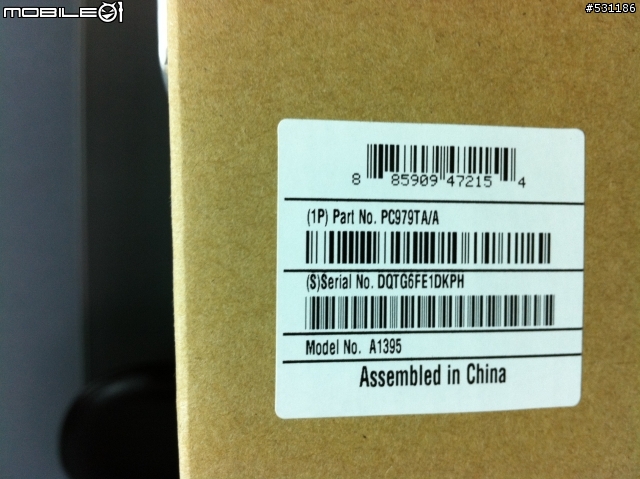 MOBILE01
#531186
8 85909 47215 4
(1P) Part No. PC979TA/A
(S)Serial No. DQTG6FE1DKPH
Model No. A1395
Assembled in China